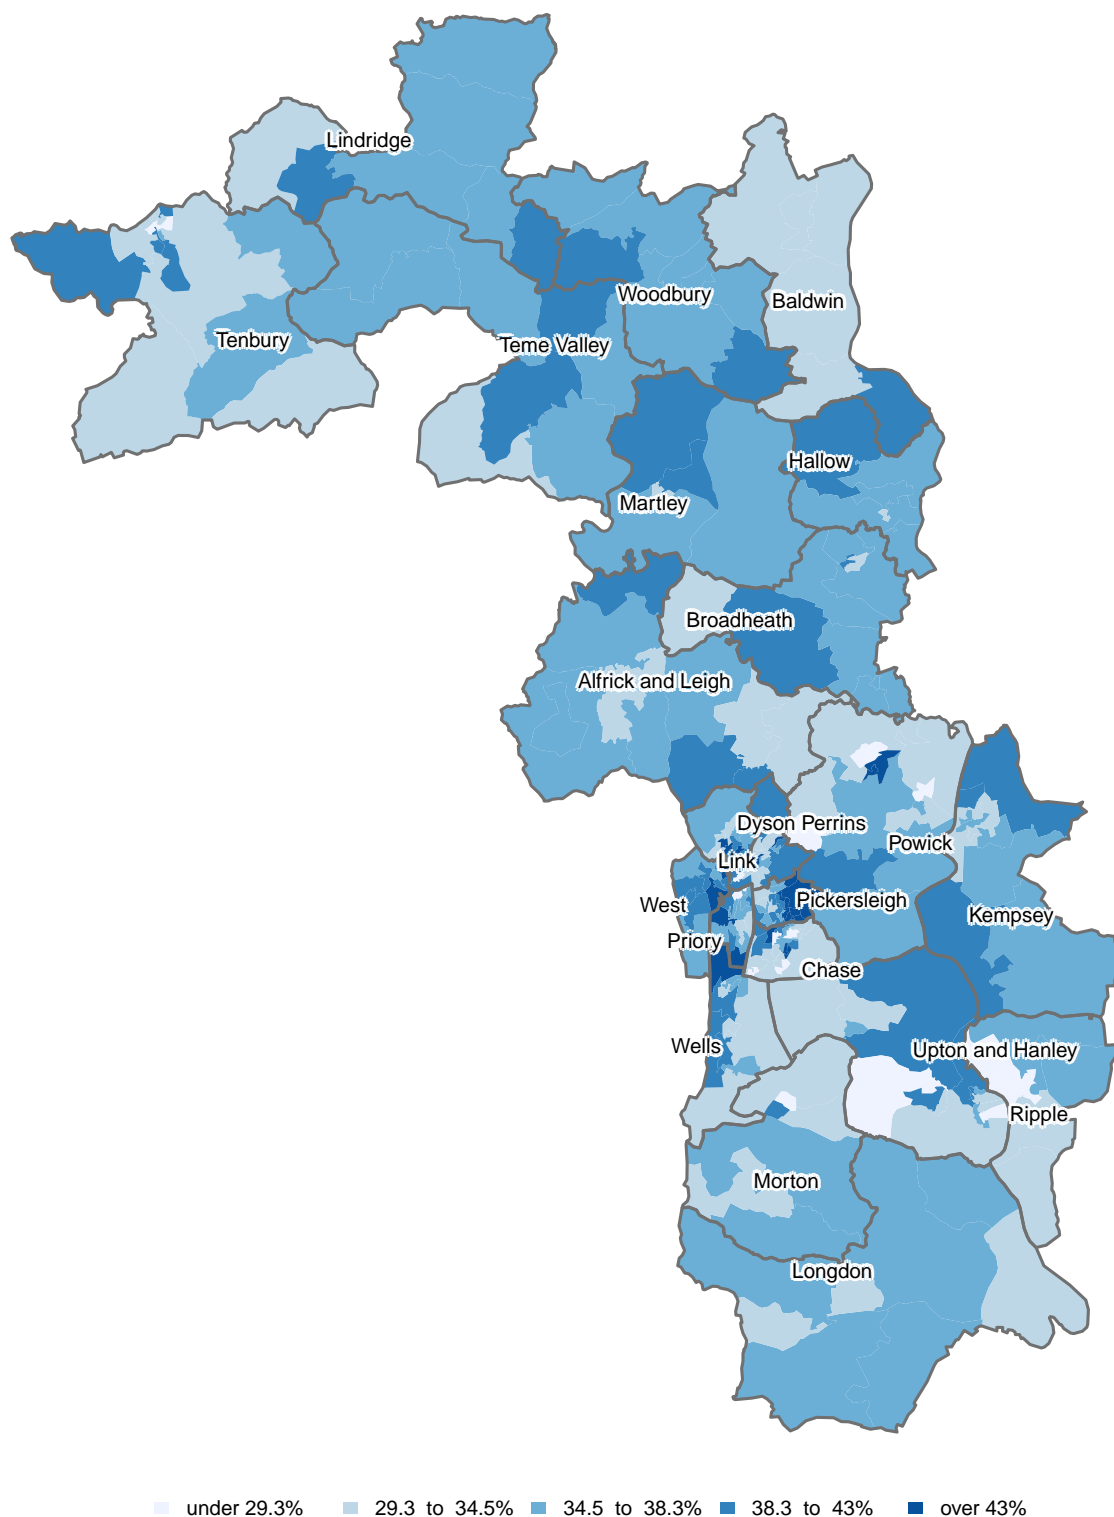 Lindridge
Woodbury
Baldwin
Tenbury
Teme Valley
Hallow
Martley
Broadheath
Alfrick and Leigh
Dyson Perrins
Powick
Link
West
Pickersleigh
Kempsey
Priory
Chase
Wells
Upton and Hanley
Ripple
Morton
Longdon
under 29.3%
29.3 to 34.5%
34.5 to 38.3%
38.3 to 43%
over 43%